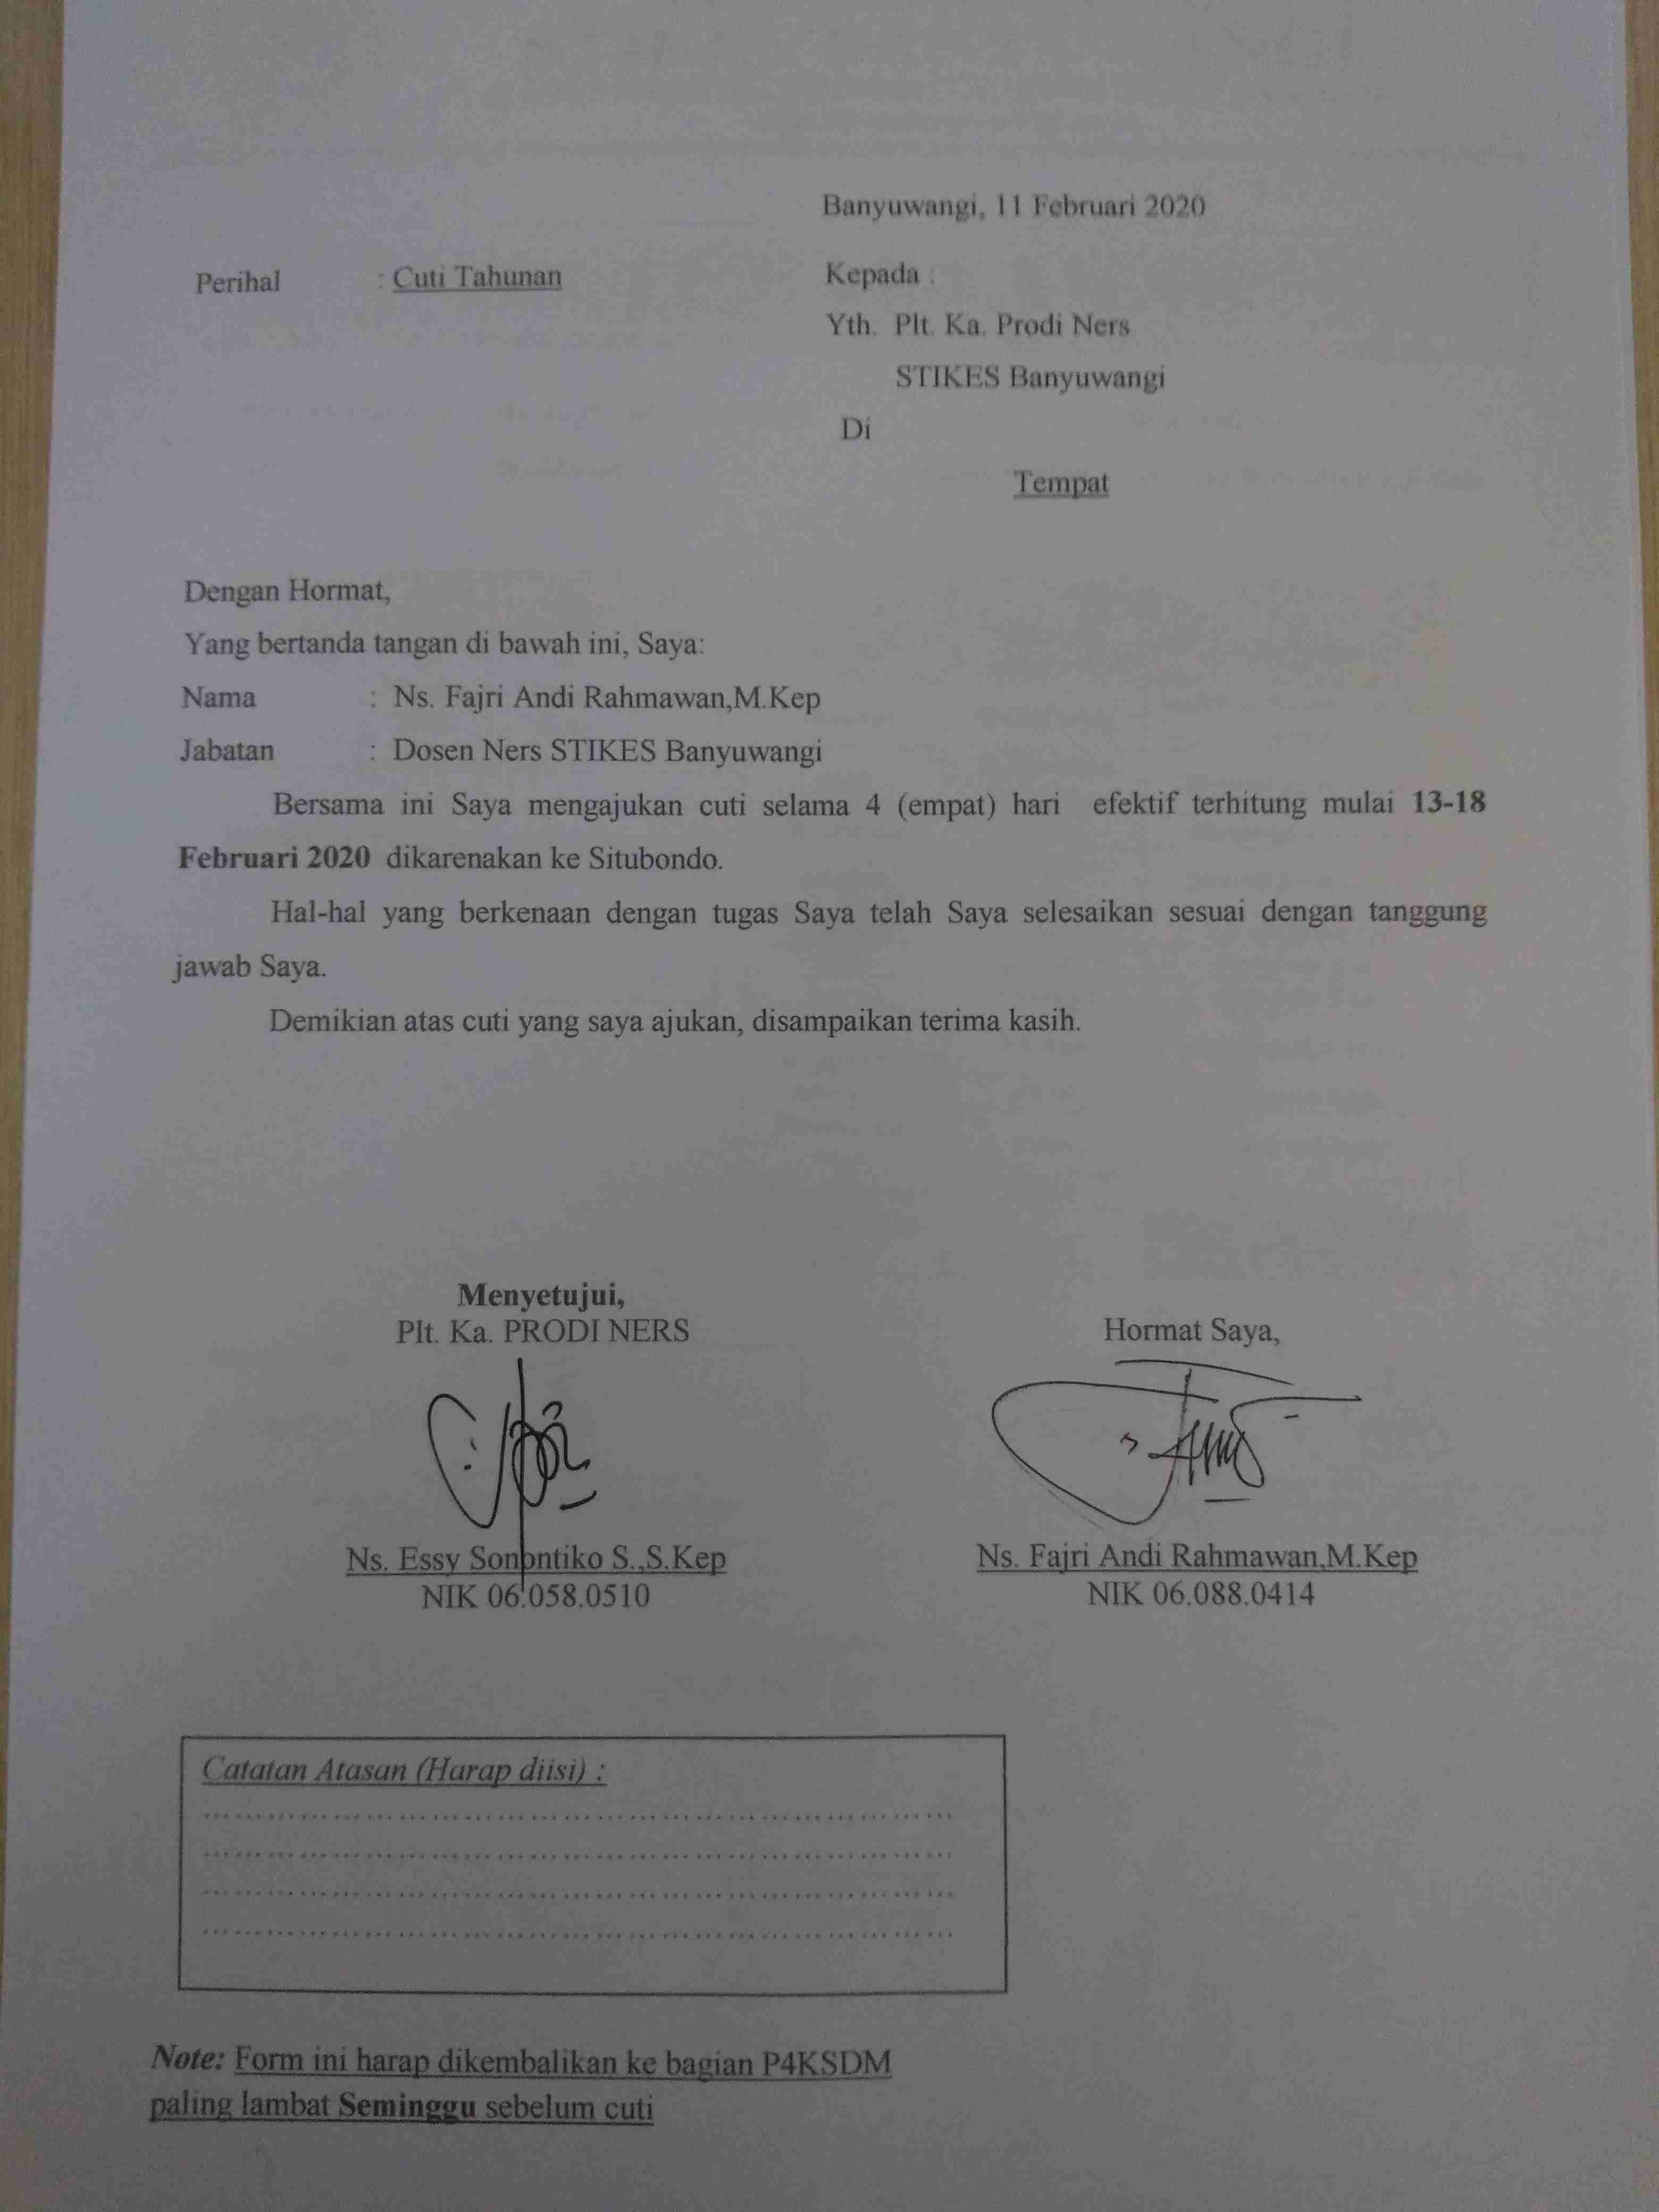 Banyuwangi, 11 Februari 2020
Perihal : Cuti Tahunan
Kepada :
Yth. Plt. Ka. Prodi Ners
STIKES Banyuwangi
Di
Tempat
Dengan Hormat,
Yang bertanda tangan di bawah ini, Saya:
Nama : Ns. Fajri Andi Rahmawan,M.Kep
Jabatan : Dosen Ners STIKES Banyuwangi
Bersama ini Saya mengajukan cuti selama 4 (empat) hari efektif terhitung mulai 13-18
Februari 2020 dikarenakan ke Situbondo.
Hal-hal yang berkenaan dengan tugas Saya telah Saya selesaikan sesuai dengan tanggung
jawab Saya.
Demikian atas cuti yang saya ajukan, disampaikan terima kasih.
Menyetujui,
Plt. Ka. PRODI NERS
Ns. Essy Sonontiko S.,S.Kep
NIK 06.058.0510
Hormat Saya,
Ns. Fajri Andi Rahmawan,M.Kep
NIK 06.088.0414
Catatan Atasan (Harap diisi) :
Note: Form ini harap dikembalikan ke bagian P4KSDM
paling lambat Seminggu sebelum cuti